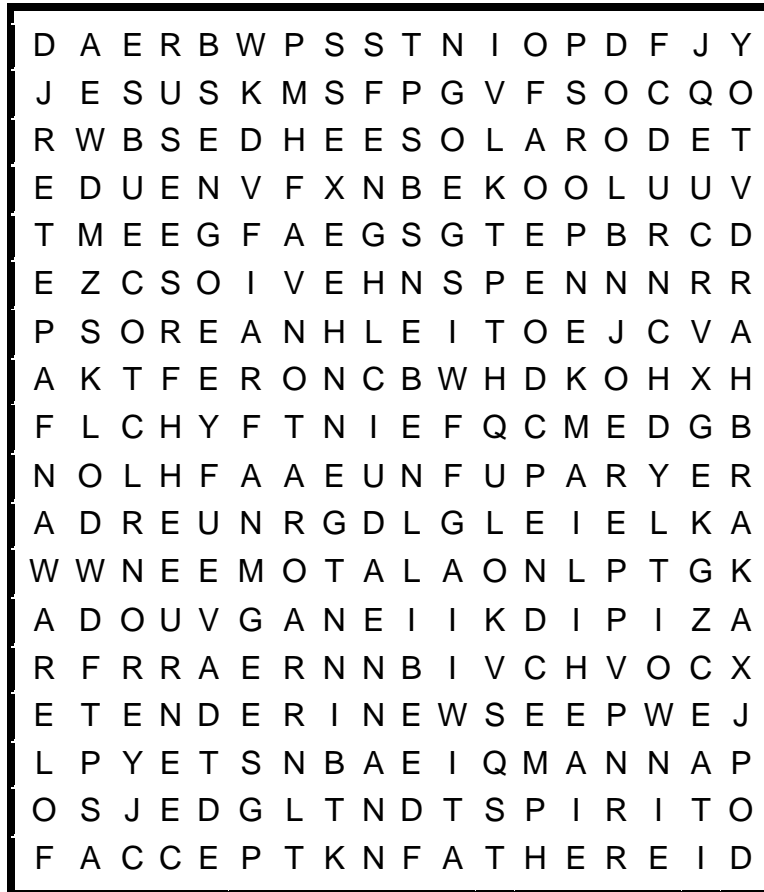 D A E R B W P S S T N I O P D F J Y
J E S U S K M S F P G V F S O C Q O
R W B S E D H E E S O L A R O D E T
E D U E N V F X N B E K O O L U U V
T M E E G F A E G S G T E P B R C D
E Z C S O I V E H N S P E N N N R R
P S O R E A N H L E I T O E J C V A
A K T F E R O N C B W H D K O H X H
F L C H Y F T N I E F Q C M E D G B
N O L H F A A E U N F U P A R Y E R
A D R E U N R G D L G L E I E L K A
W W N E E M O T A L A O N L P T G K
A D O U V G A N E I I K D I P I Z A
R F R R A E R N N B I V C H V O C X
E T E N D E R I N E W S E E P W E J
L P Y E T S N B A E I Q M A N N A P
O S J E D G L T N D T S P I R I T O
F A C C E P T K N F A T H E R E I D